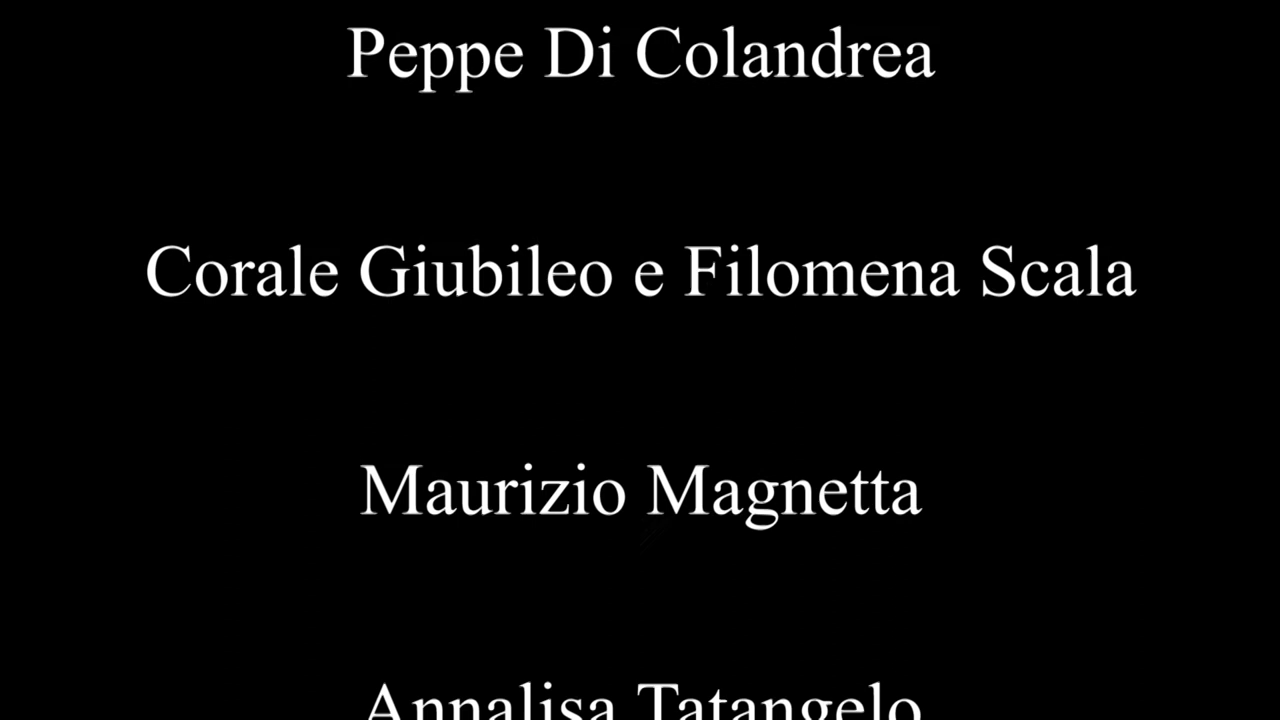 Peppe Di Colandrea
Corale Giubileo e Filomena Scala
Maurizio Magnetta
Annalisa Tatangelo